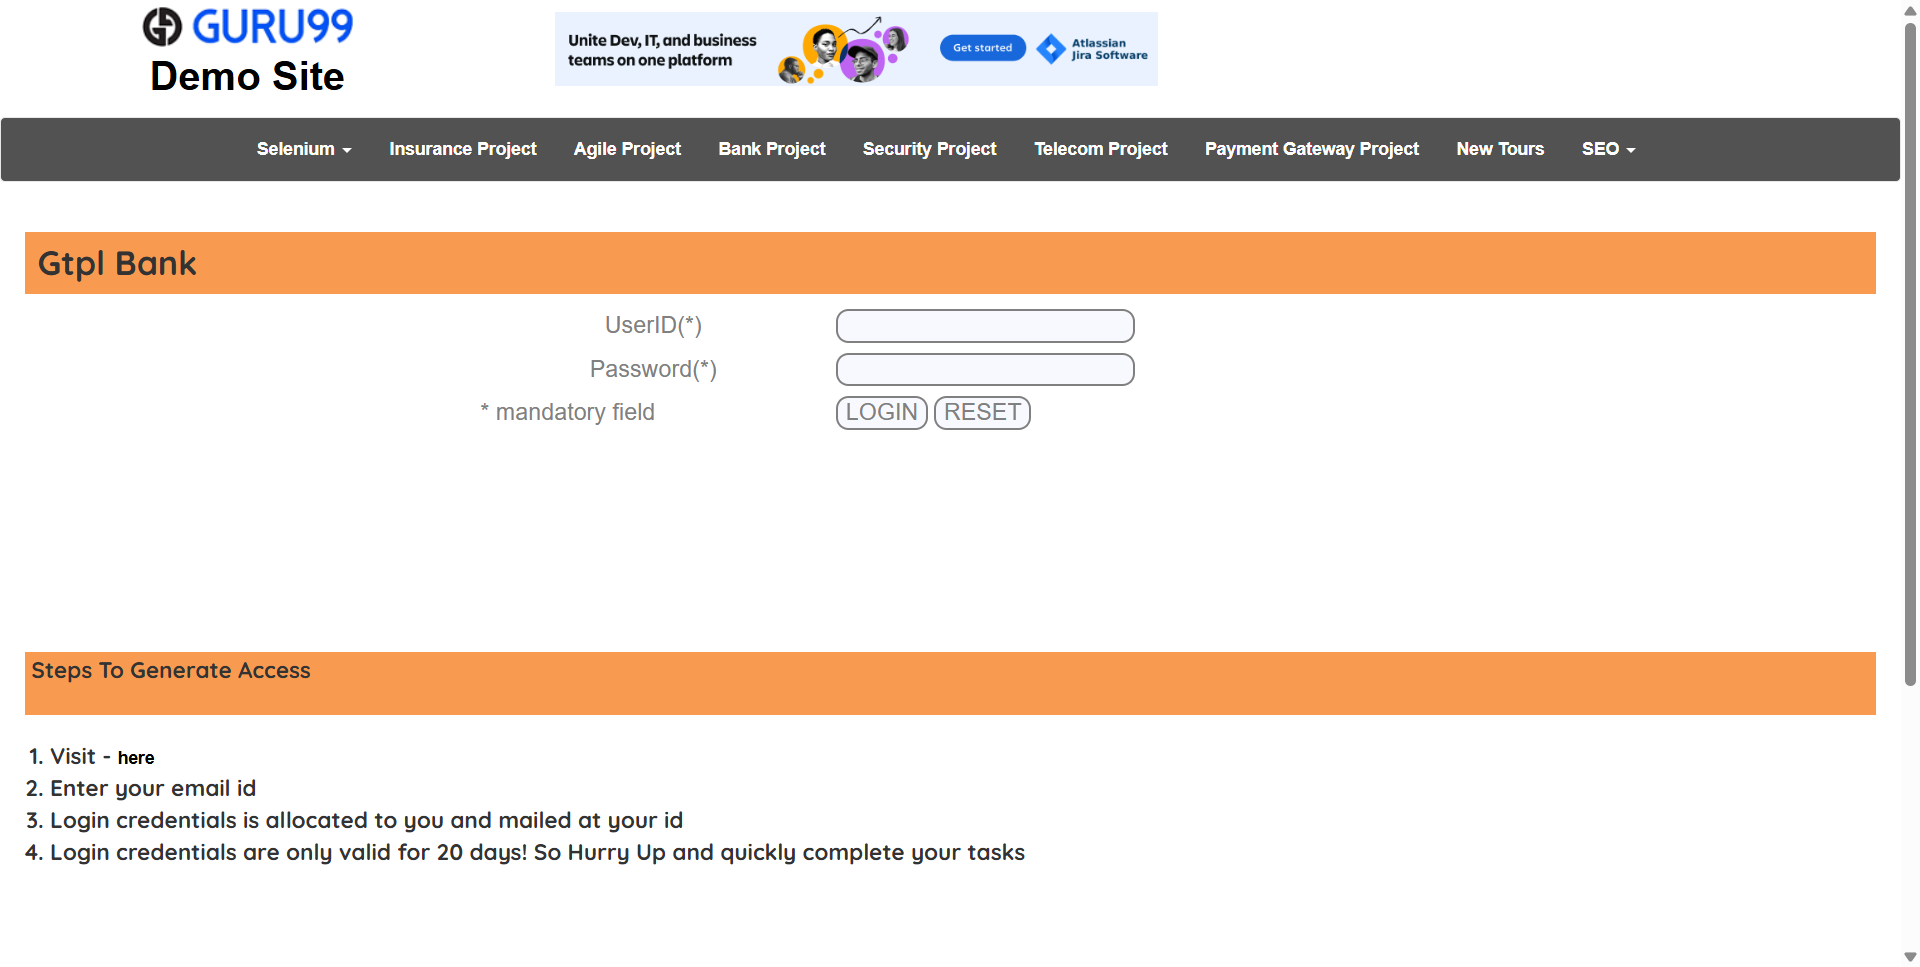 GURU99
Demo Site
Unite Dev, IT, and business
teams on one platform
Get started
Atlassian
Jira Software
Selenium Insurance Project Agile Project Bank Project Security Project Telecom Project Payment Gateway Project New Tours SEO
Gtpl Bank
UserID(*)
Password(*)
* mandatory field LOGIN RESET
Steps To Generate Access
1. Visit - here
2. Enter your email id
3. Login credentials is allocated to you and mailed at your id
4. Login credentials are only valid for 20 days! So Hurry Up and quickly complete your tasks